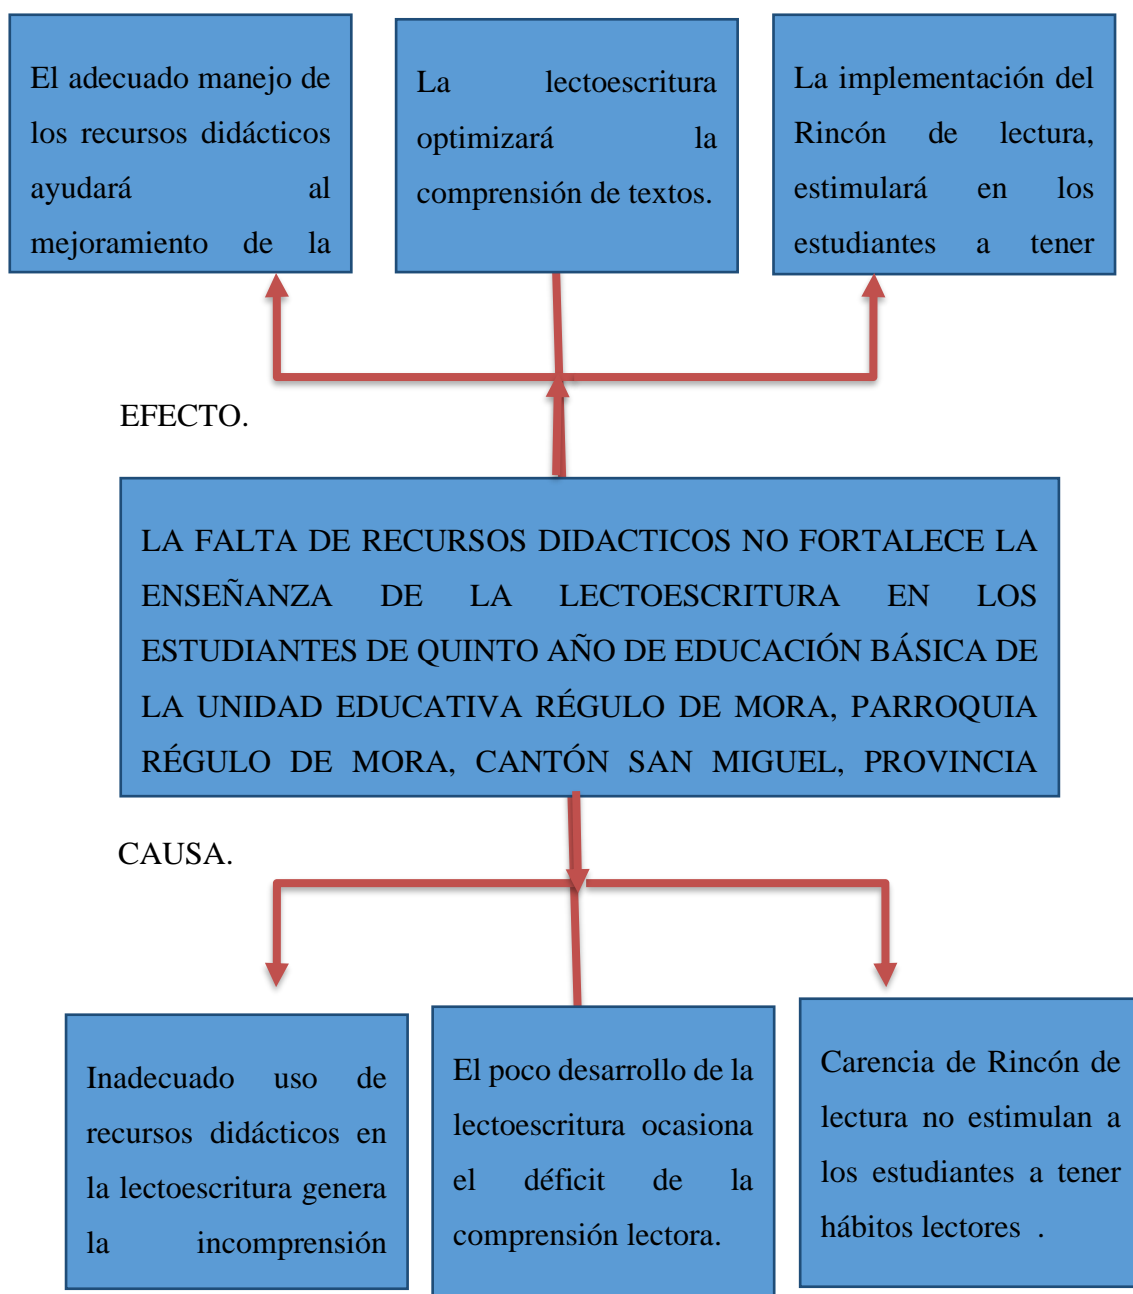 El adecuado manejo de
los recursos didácticos
ayudará al
mejoramiento de la
La lectoescritura
optimizará la
comprensión de textos.
La implementación del
Rincón de lectura,
estimulará en los
estudiantes a tener
EFECTO.
LA FALTA DE RECURSOS DIDACTICOS NO FORTALECE LA
ENSEÑANZA DE LA LECTOESCRITURA EN LOS
ESTUDIANTES DE QUINTO AÑO DE EDUCACIÓN BÁSICA DE
LA UNIDAD EDUCATIVA RÉGULO DE MORA, PARROQUIA
RÉGULO DE MORA, CANTÓN SAN MIGUEL, PROVINCIA
CAUSA.
Inadecuado uso de
recursos didácticos en
la lectoescritura genera
la incomprensión
El poco desarrollo de la
lectoescritura ocasiona
el déficit de la
comprensión lectora.
Carencia de Rincón de
lectura no estimulan a
los estudiantes a tener
hábitos lectores .